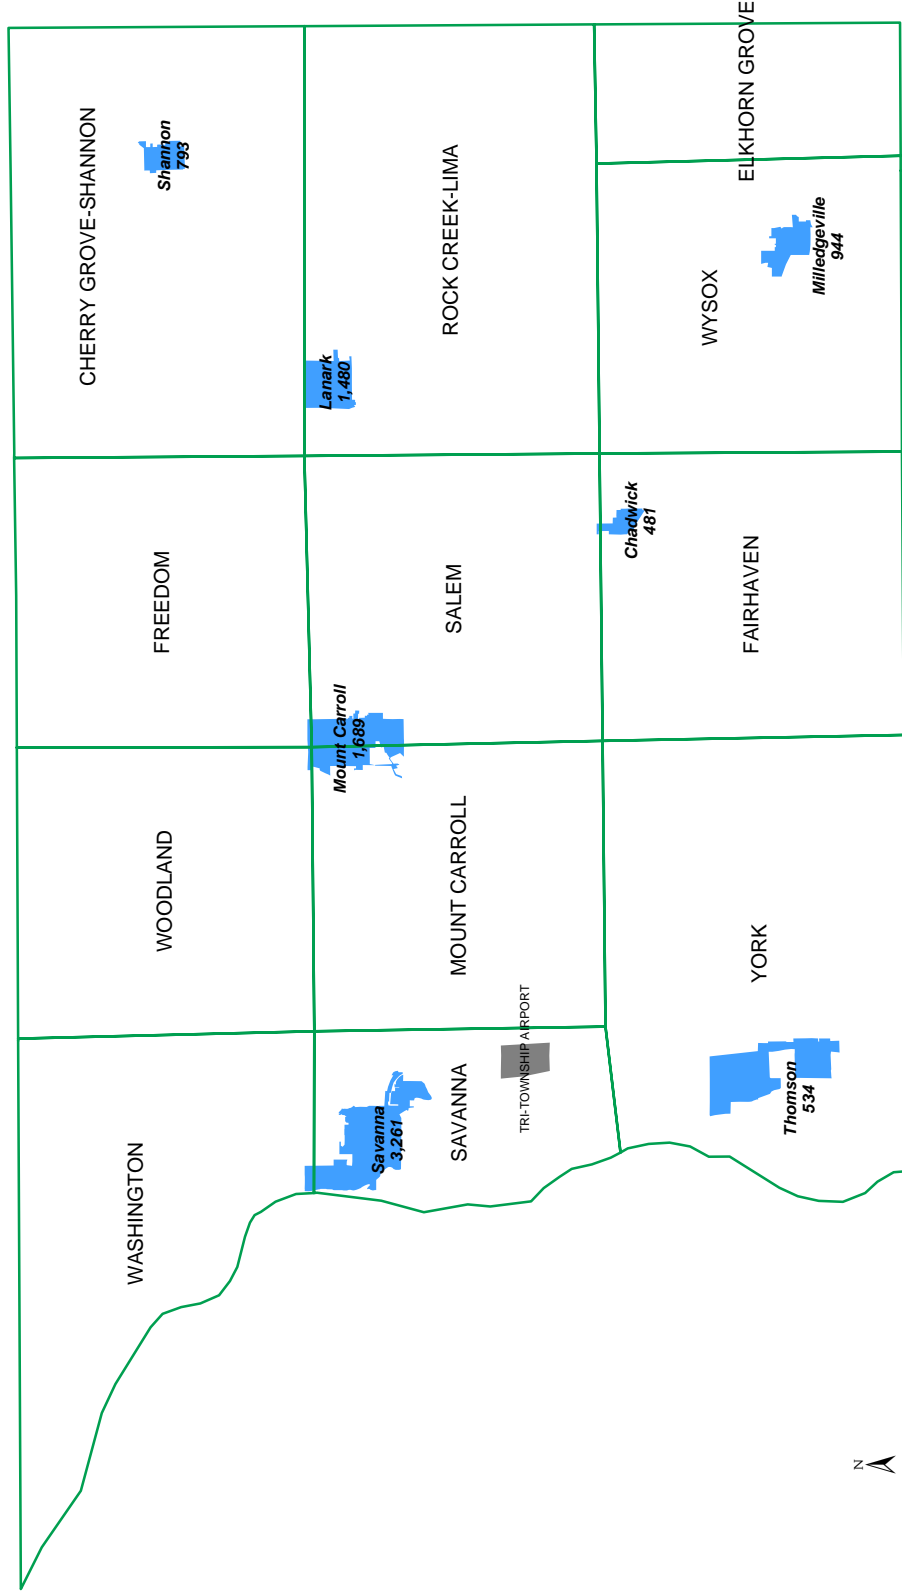 WASHINGTON
WOODLAND
FREEDOM
CHERRY GROVE-SHANNON
Shannon
793
Savanna
3,261
SAVANNA
TRI-TOWNSHIP AIRPORT
Mount Carroll
1,689
MOUNT CARROLL
SALEM
Lanark
1,480
ROCK CREEK-LIMA
Thomson
534
YORK
Chadwick
481
FAIRHAVEN
WYSOX
Milledgeville
944
ELKHORN GROVE
N